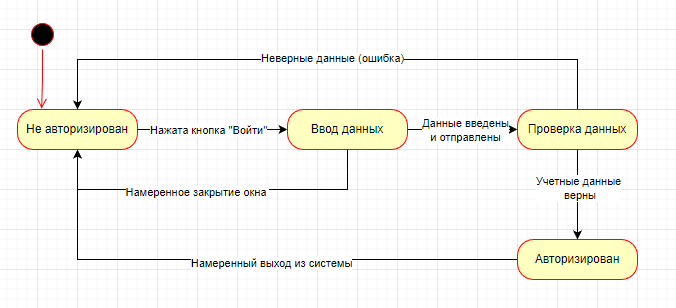 Неверные данные (ошибка)
Не авторизирован
Нажата кнопка "Войти"
Ввод данных
Данные введены
и отправлены
Проверка данных
Намеренное закрытие окна
Учетные данные
верны
Намеренный выход из системы
Авторизирован